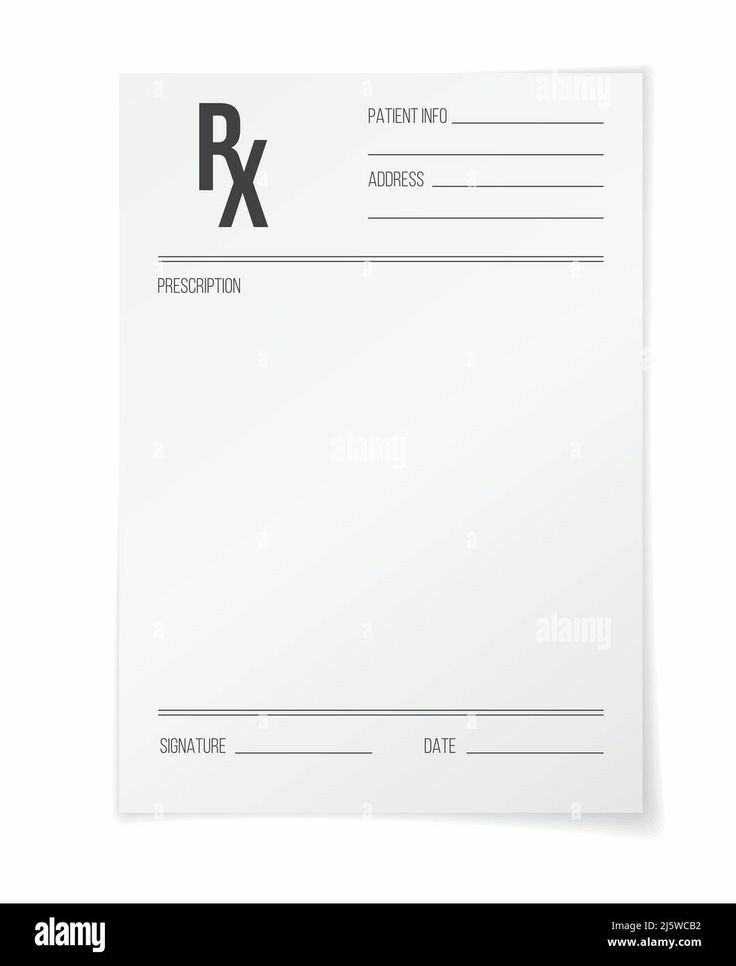 Rx
PATIENT INFO
ADDRESS
PRESCRIPTION
alamy
alamy
alamy
SIGNATURE
DATE
alamy
Image ID: 2J5WCB2
www.alamy.com